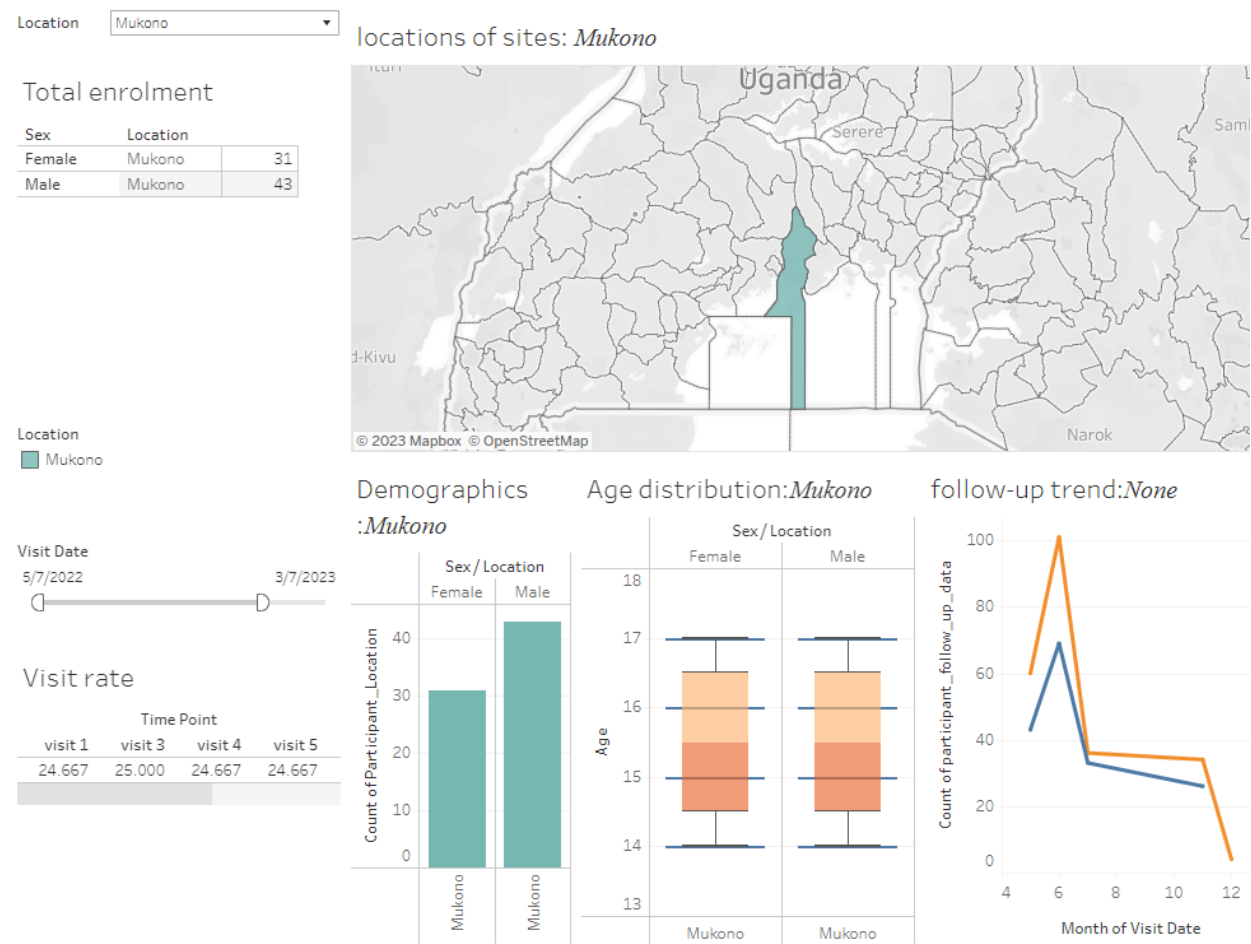 Location
Mukono
locations of sites: Mukono
Total enrolment
Sex Location
Female Mukono 31
Male Mukono 43
Uganda
Serere
d-Kivu
Narok
© 2023 Mapbox © OpenStreetMap
Location
Mukono
Visit Date
5/7/2022 3/7/2023
Visit rate
Time Point
visit 1 visit 3 visit 4 visit 5
24.667 25.000 24.667 24.667
Demographics
:Mukono
Sex / Location
Female Male
Count of Participant_Location
40
30
20
10
0
Mukono Mukono
Age distribution:Mukono
Sex / Location
Female Male
Age
18
17
16
15
14
13
Mukono Mukono
follow-up trend:None
Count of participant_follow_up_data
100
80
60
40
20
0
4 6 8 10 12
Month of Visit Date